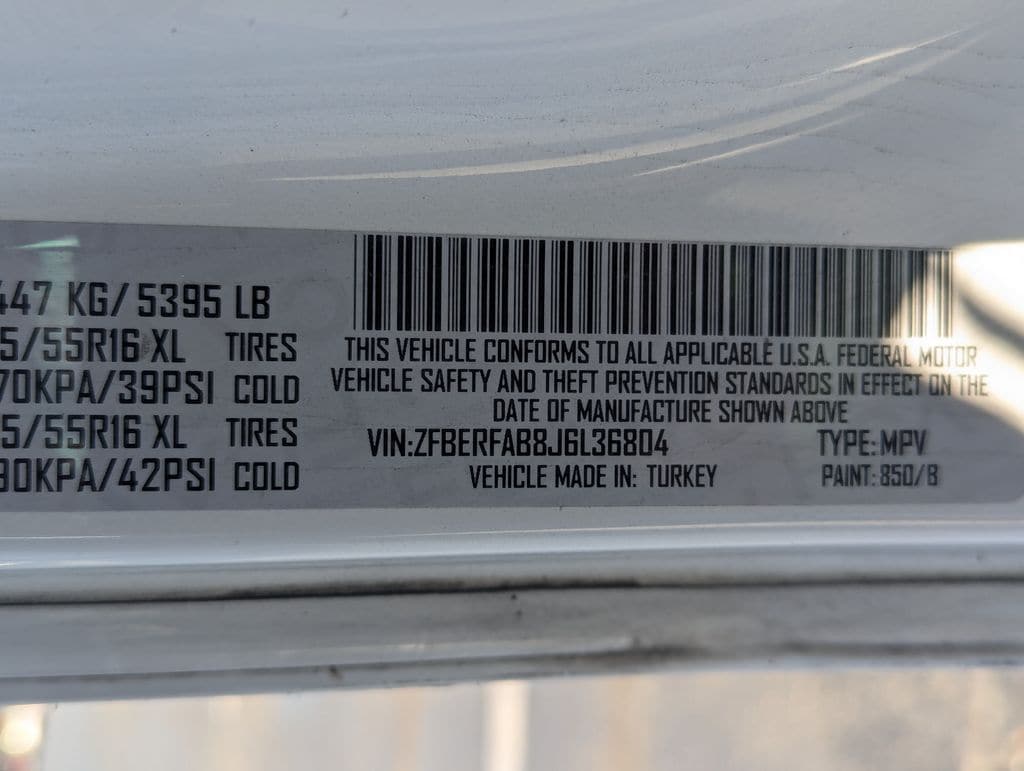 447 KG/5395 LB
5/55R16 XL TIRES
70KPA/39PSI COLD
5/55R16 XL TIRES
90KPA/42PSI COLD
THIS VEHICLE CONFORMS TO ALL APPLICABLE U.S.A. FEDERAL MOTOR
VEHICLE SAFETY AND THEFT PREVENTION STANDARDS IN EFFECT ON THE
DATE OF MANUFACTURE SHOWN ABOVE
VIN:ZFBERFAB8J6L36804 TYPE:MPV
VEHICLE MADE IN: TURKEY PAINT:850/B